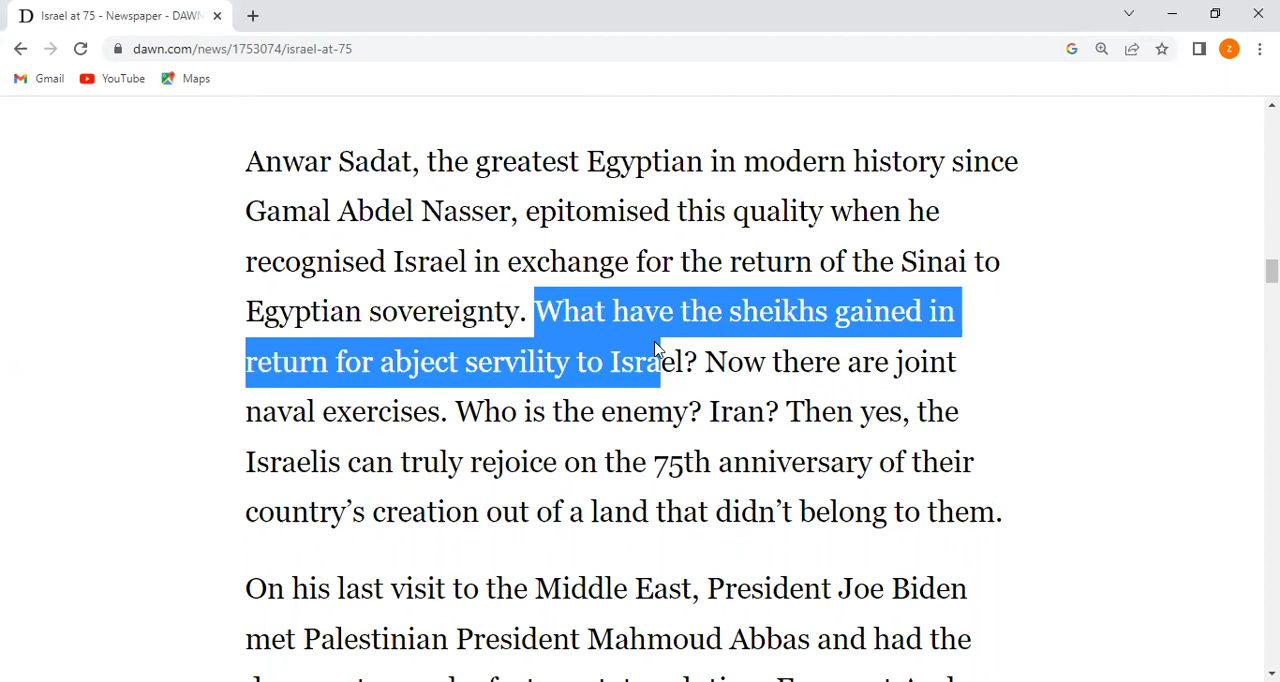 Israel at 75 - Newspaper - DAWN
dawn.com/news/1753074/israel-at-75
Z
Gmail YouTube Maps
Anwar Sadat, the greatest Egyptian in modern history since
Gamal Abdel Nasser, epitomised this quality when he
recognised Israel in exchange for the return of the Sinai to
Egyptian sovereignty. What have the sheikhs gained in
return for abject servility to Israel? Now there are joint
naval exercises. Who is the enemy? Iran? Then yes, the
Israelis can truly rejoice on the 75th anniversary of their
country’s creation out of a land that didn’t belong to them.
On his last visit to the Middle East, President Joe Biden
met Palestinian President Mahmoud Abbas and had the